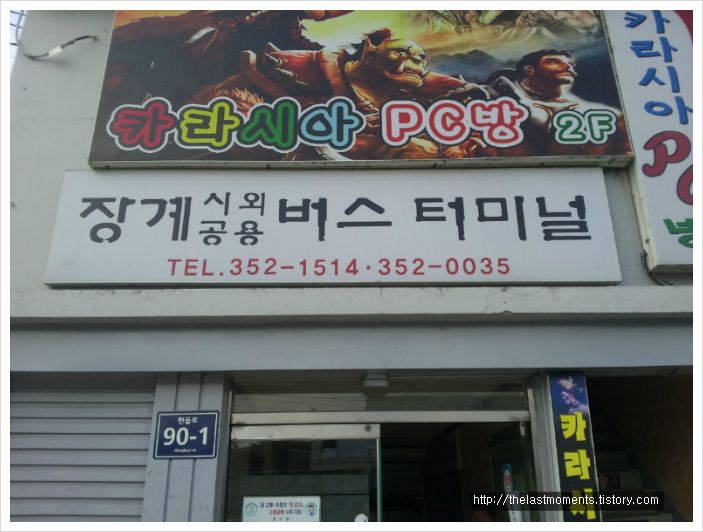 카라시아 PC방 2F
장계 시외 공용 버스 터미널
TEL.352-1514·352-0035
카라시아
한들로
90-1
카라시
http://thelastmoments.tistory.com